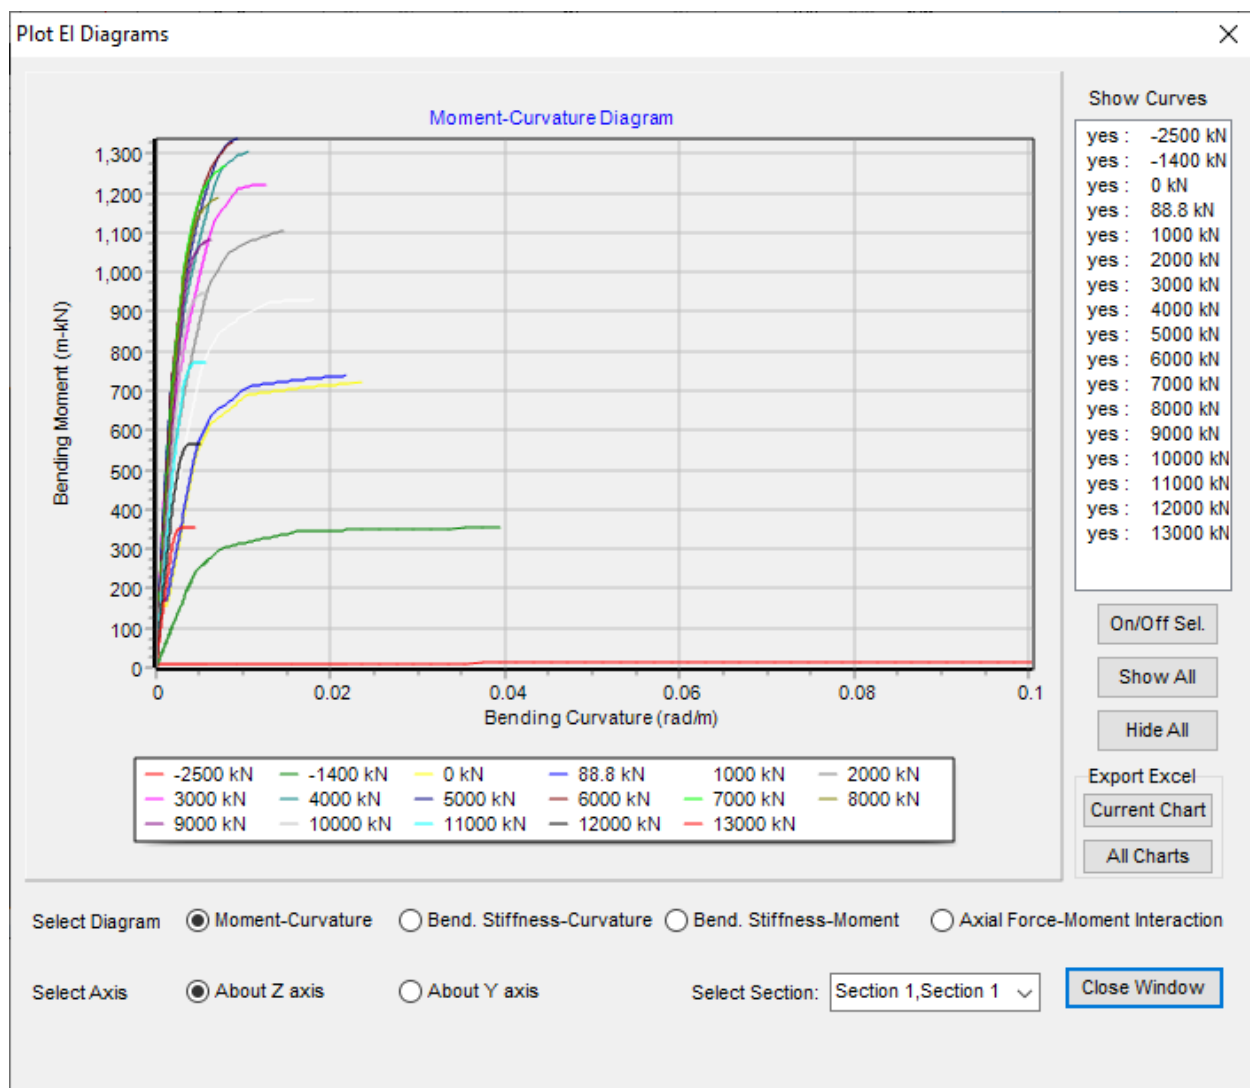 Plot EI Diagrams
Moment-Curvature Diagram
1,300
1,200
1,100
1,000
900
800
700
600
500
400
300
200
100
0
Bending Moment (m-kN)
0 0.02 0.04 0.06 0.08 0.1
Bending Curvature (rad/m)
-2500 kN -1400 kN 0 kN 88.8 kN 1000 kN 2000 kN
3000 kN 4000 kN 5000 kN 6000 kN 7000 kN 8000 kN
9000 kN 10000 kN 11000 kN 12000 kN 13000 kN
Show Curves
yes : -2500 kN
yes : -1400 kN
yes : 0 kN
yes : 88.8 kN
yes : 1000 kN
yes : 2000 kN
yes : 3000 kN
yes : 4000 kN
yes : 5000 kN
yes : 6000 kN
yes : 7000 kN
yes : 8000 kN
yes : 9000 kN
yes : 10000 kN
yes : 11000 kN
yes : 12000 kN
yes : 13000 kN
On/Off Sel.
Show All
Hide All
Export Excel
Current Chart
All Charts
Select Diagram Moment-Curvature Bend. Stiffness-Curvature Bend. Stiffness-Moment Axial Force-Moment Interaction
Select Axis About Z axis About Y axis Select Section: Section 1,Section 1 Close Window